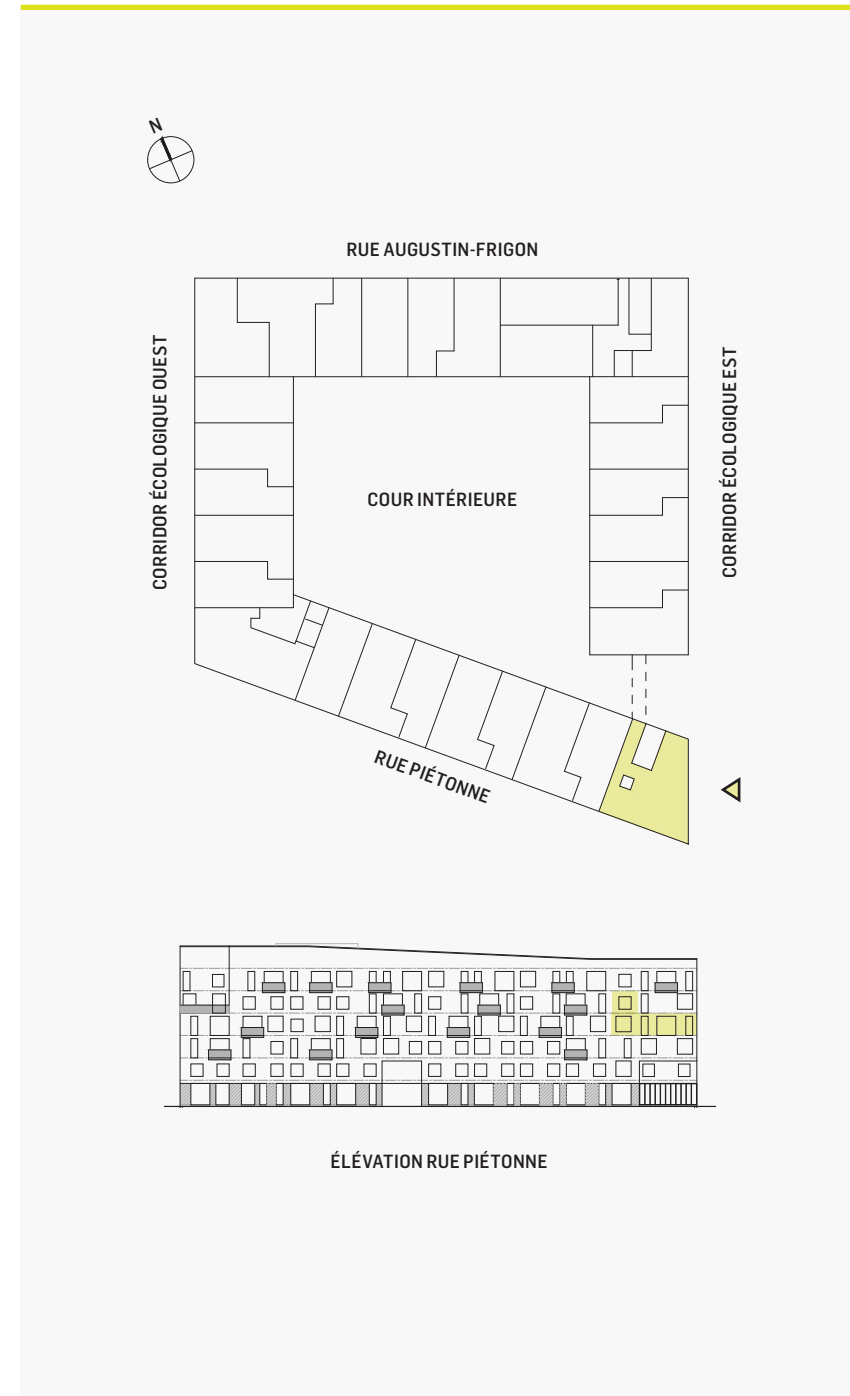 N
RUE AUGUSTIN-FRIGON
CORRIDOR ÉCOLOGIQUE OUEST
COUR INTÉRIEURE
CORRIDOR ÉCOLOGIQUE EST
RUE PIÉTONNE
ÉLÉVATION RUE PIÉTONNE